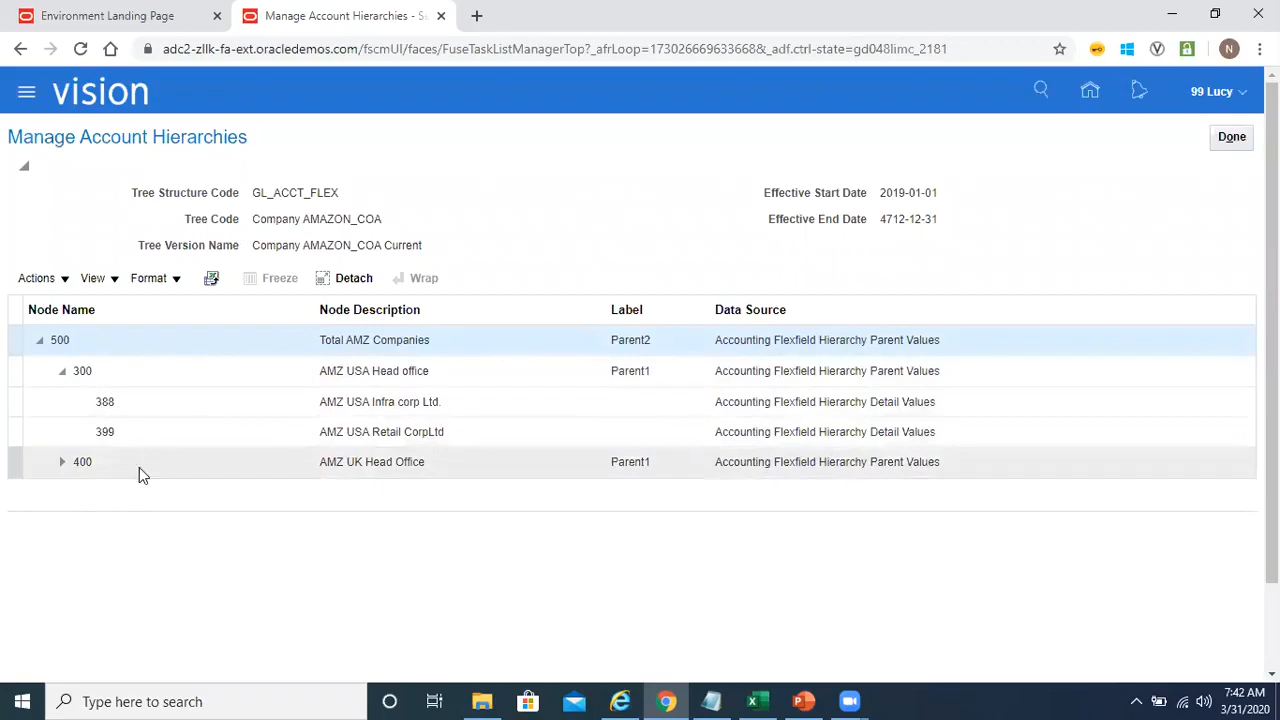 Environment Landing Page
Manage Account Hierarchies - Se
adc2-zllk-fa-ext.oracledemos.com/fscmUI/faces/FuseTaskListManagerTop?_afrLoop=173026669633668&_adf.ctrl-state=gd048limc_2181
N
vision
99 Lucy
Manage Account Hierarchies
Done
Tree Structure Code GL_ACCT_FLEX Effective Start Date 2019-01-01
Tree Code Company AMAZON_COA Effective End Date 4712-12-31
Tree Version Name Company AMAZON_COA Current
Actions View Format Freeze Detach Wrap
Node Name Node Description Label Data Source
500 Total AMZ Companies Parent2 Accounting Flexfield Hierarchy Parent Values
300 AMZ USA Head office Parent1 Accounting Flexfield Hierarchy Parent Values
388 AMZ USA Infra corp Ltd. Accounting Flexfield Hierarchy Detail Values
399 AMZ USA Retail CorpLtd Accounting Flexfield Hierarchy Detail Values
400 AMZ UK Head Office Parent1 Accounting Flexfield Hierarchy Parent Values
Type here to search
7:42 AM
3/31/2020